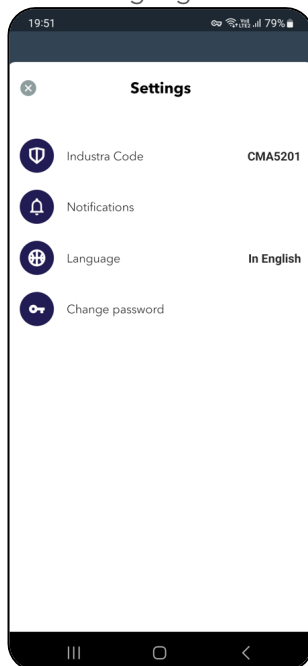 19:51
79%
Settings
Industra Code
CMA5201
Notifications
Language
In English
Change password